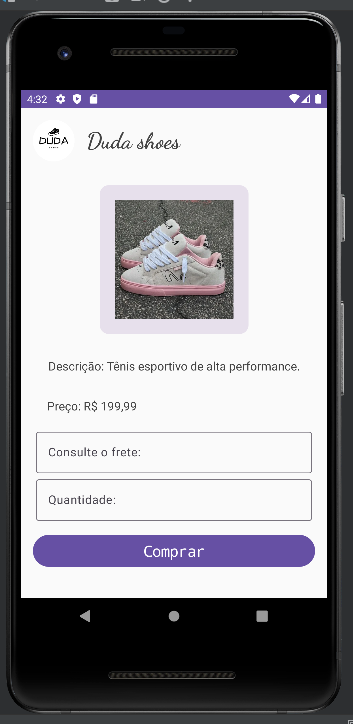 4:32
DUDA
Duda shoes
Descrição: Tênis esportivo de alta performance.
Preço: R$ 199,99
Consulte o frete:
Quantidade:
Comprar